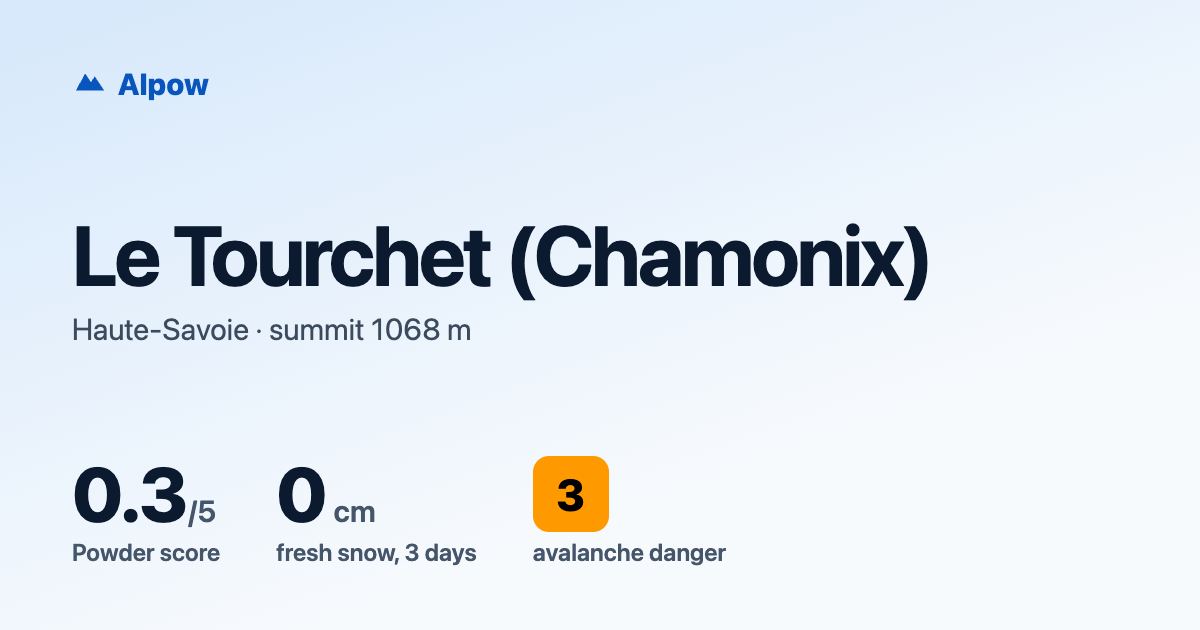 Alpow
Le Tourchet (Chamonix)
Haute-Savoie · summit 1068 m
0.3/5
Powder score
0 cm
fresh snow, 3 days
3
avalanche danger